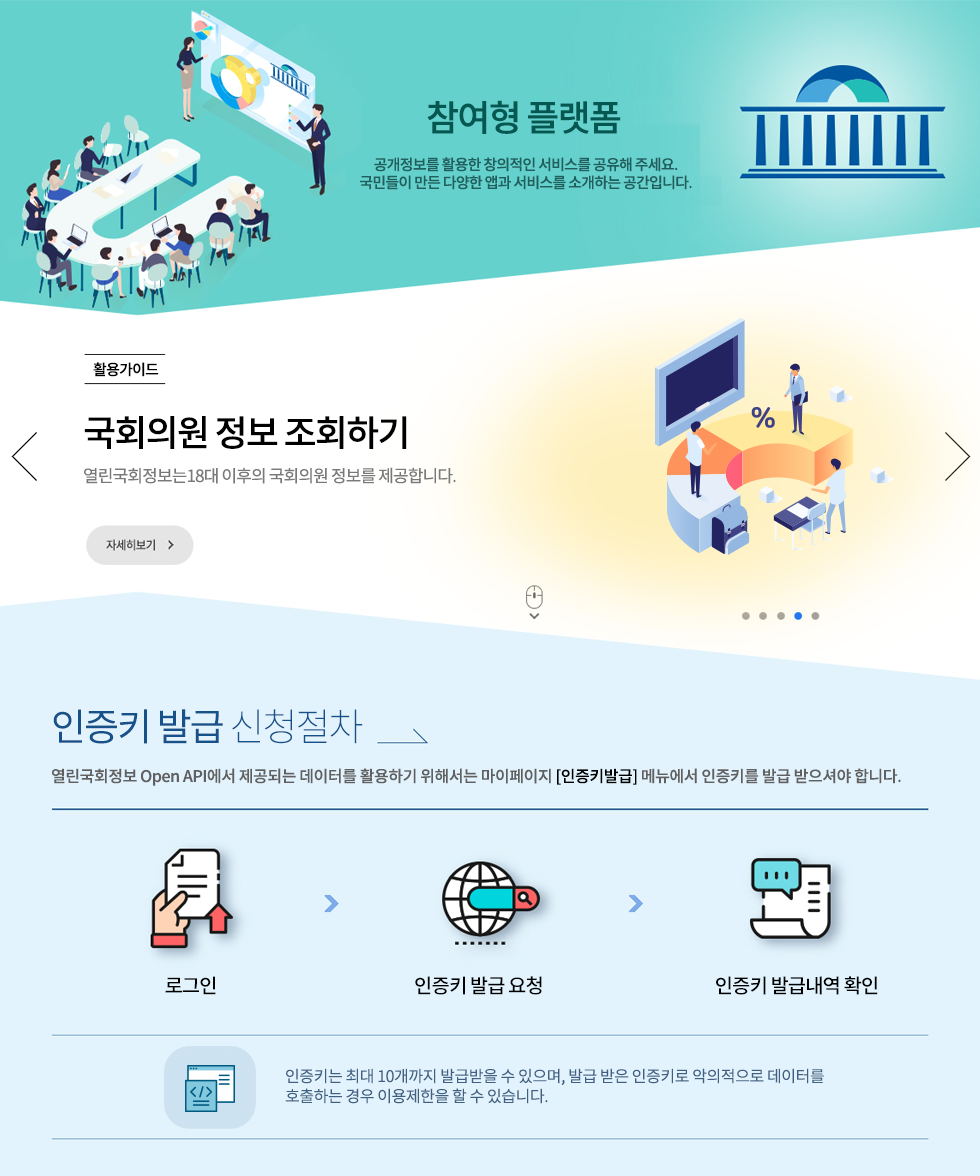 참여형 플랫폼
공개정보를 활용한 창의적인 서비스를 공유해 주세요.
국민들이 만든 다양한 앱과 서비스를 소개하는 공간입니다.
활용가이드
국회의원 정보 조회하기
열린국회정보는18대 이후의 국회의원 정보를 제공합니다.
%
자세히보기
인증키 발급 신청절차
열린국회정보 Open API에서 제공되는 데이터를 활용하기 위해서는 마이페이지 [인증키발급] 메뉴에서 인증키를 발급 받으셔야 합니다.
로그인
인증키 발급 요청
인증키 발급내역 확인
</>
인증키는 최대 10개까지 발급받을 수 있으며, 발급 받은 인증키로 악의적으로 데이터를
호출하는 경우 이용제한을 할 수 있습니다.